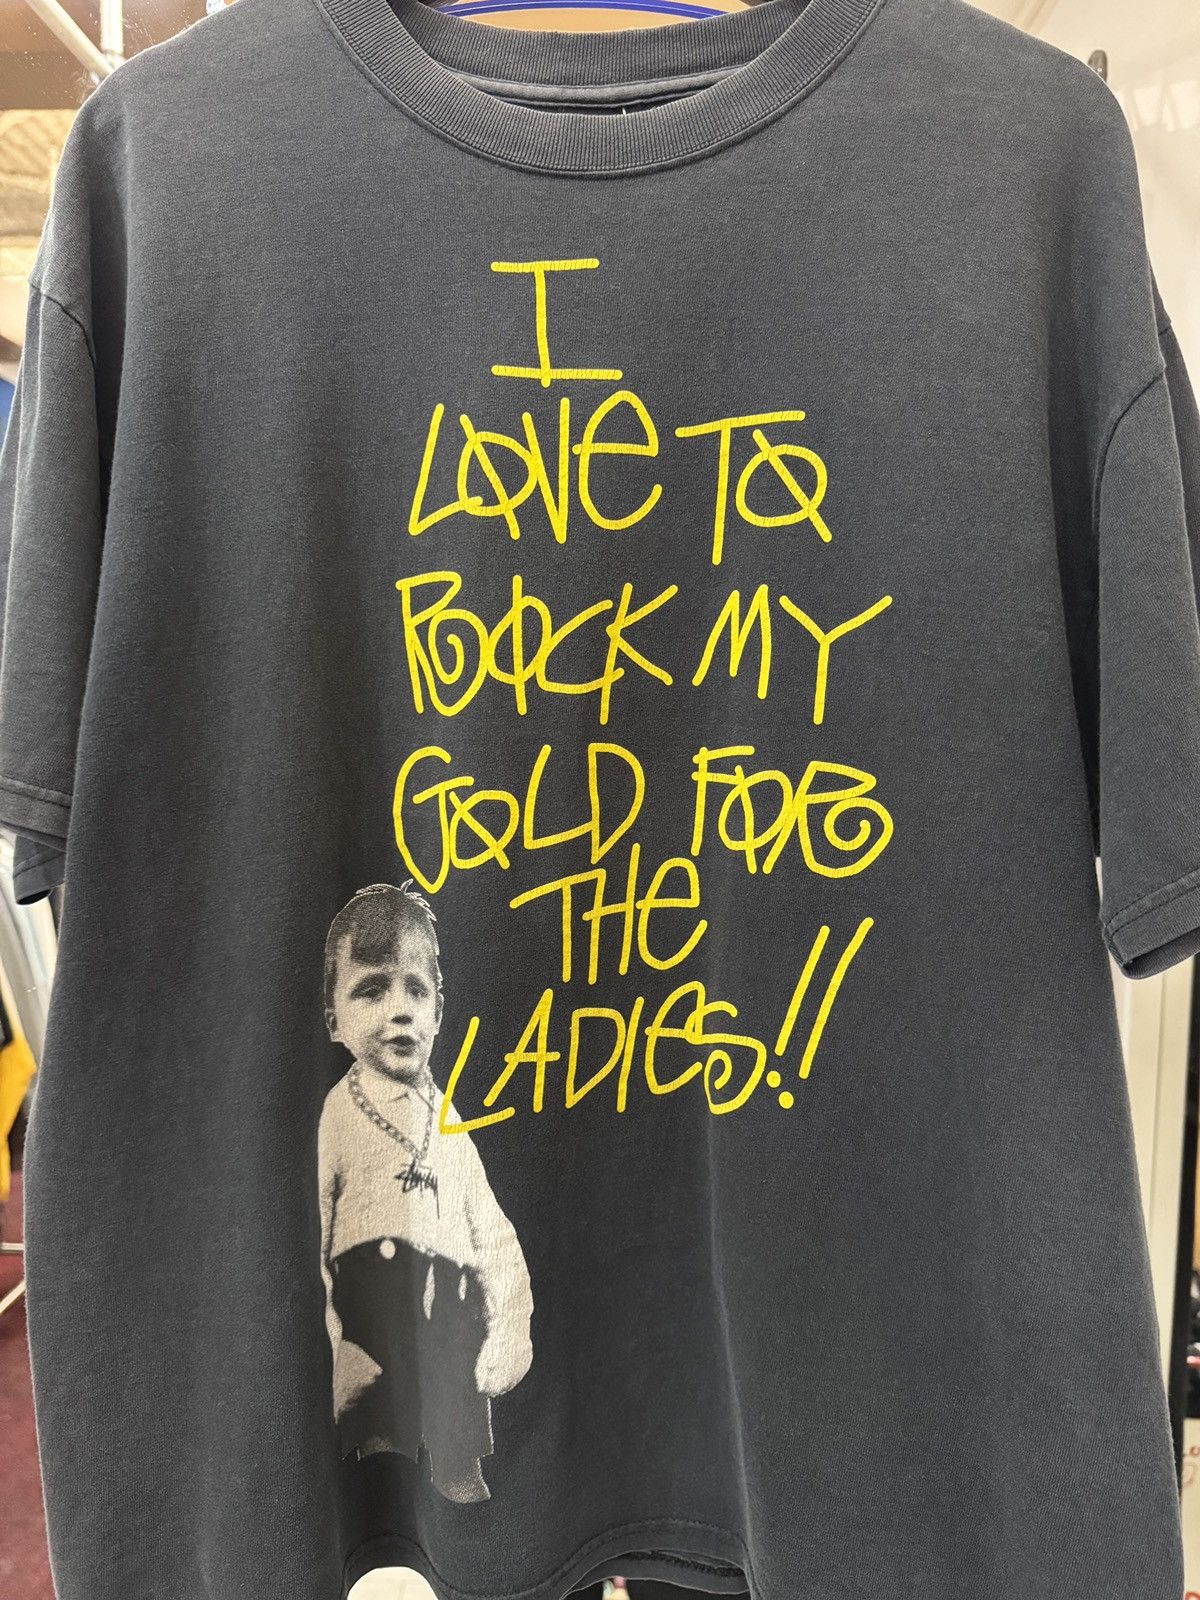 I
LOVE TO
ROCK MY
GOLD FOR
THE
LADIES.!!
Stüssy